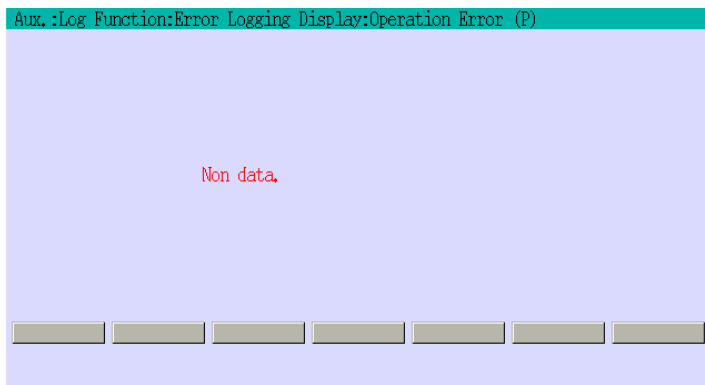 Aux.:Log Function:Error Logging Display:Operation Error (P)
Non data.